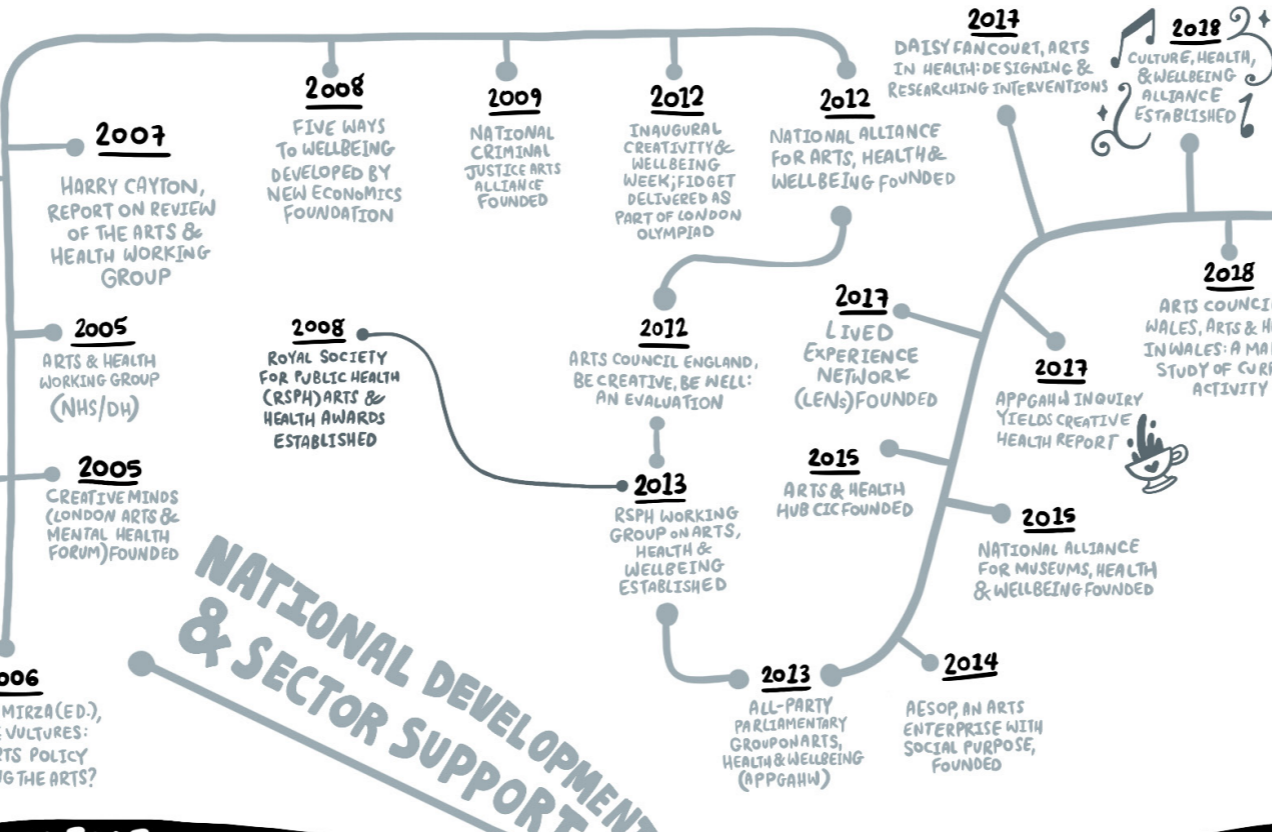 2007
HARRY CAYTON,
REPORT ON REVIEW
OF THE ARTS &
HEALTH WORKING
GROUP
2008
FIVE WAYS
TO WELLBEING
DEVELOPED BY
NEW ECONOMICS
FOUNDATION
2009
NATIONAL
CRIMINAL
JUSTICE ARTS
ALLIANCE
FOUNDED
2012
INAUGURAL
CREATIVITY &
WELLBEING
WEEK; FIDGET
DELIVERED AS
PART OF LONDON
OLYMPIAD
2012
NATIONAL ALLIANCE
FOR ARTS, HEALTH &
WELLBEING FOUNDED
2017
DAISY FANCOURT, ARTS
IN HEALTH: DESIGNING &
RESEARCHING INTERVENTIONS
2018
CULTURE, HEALTH,
& WELLBEING
ALLIANCE
ESTABLISHED
2005
ARTS & HEALTH
WORKING GROUP
(NHS/DH)
2008
ROYAL SOCIETY
FOR PUBLIC HEALTH
(RSPH) ARTS &
HEALTH AWARDS
ESTABLISHED
2012
ARTS COUNCIL ENGLAND,
BE CREATIVE, BE WELL:
AN EVALUATION
2017
LIVED
EXPERIENCE
NETWORK
(LENs) FOUNDED
2018
ARTS COUNCI
WALES, ARTS & H
IN WALES: A MA
STUDY OF CUR
ACTIVITY
2017
APPGAHW INQUIRY
YIELDS CREATIVE
HEALTH REPORT
2005
CREATIVE MINDS
(LONDON ARTS &
MENTAL HEALTH
FORUM) FOUNDED
2013
RSPH WORKING
GROUP ON ARTS,
HEALTH &
WELLBEING
ESTABLISHED
2015
ARTS & HEALTH
HUB CIC FOUNDED
2015
NATIONAL ALLIANCE
FOR MUSEUMS, HEALTH
& WELLBEING FOUNDED
006
MIRZA (ED.),
VULTURES:
RTS POLICY
NG THE ARTS?
NATIONAL DEVELOPMENT
& SECTOR SUPPORT
2013
ALL-PARTY
PARLIAMENTARY
GROUP ON ARTS,
HEALTH & WELLBEING
(APPGAHW)
2014
AESOP, AN ARTS
ENTERPRISE WITH
SOCIAL PURPOSE,
FOUNDED